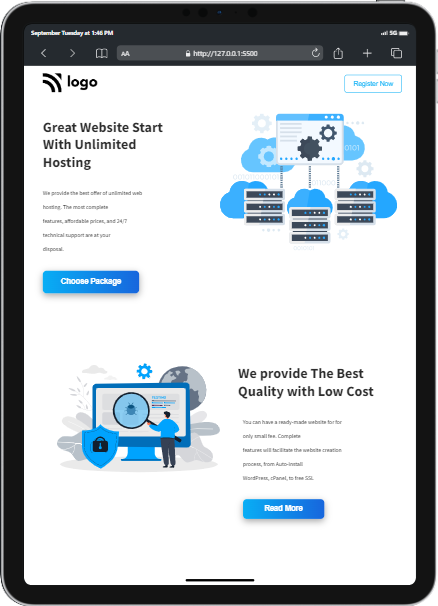 September Tuesday at 1:46 PM
5G
AA
http://127.0.0.1:5500
logo
Register Now
Great Website Start
With Unlimited
Hosting
We provide the best offer of unlimited web
hosting. The most complete
features, affordable prices, and 24/7
technical support are at your
disposal.
Choose Package
We provide The Best
Quality with Low Cost
You can have a ready-made website for for
only small fee. Complete
features will facilitate the website creation
process, from Auto-install
WordPress, cPanel, to free SSL
Read More